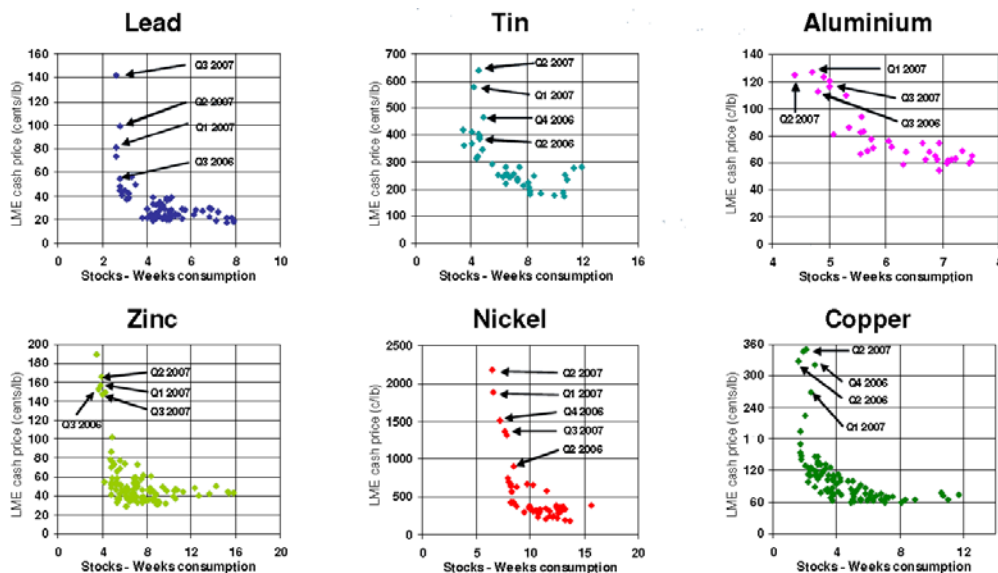 Lead
LME cash price (cents/lb)
160
140
120
100
80
60
40
20
0
Q3 2007
Q2 2007
Q1 2007
Q3 2006
0 2 4 6 8 10
Stocks - Weeks consumption
Tin
LME cash price (cents/lb)
700
600
500
400
300
200
100
0
Q2 2007
Q1 2007
Q4 2006
Q2 2006
0 4 8 12 16
Stocks - Weeks consumption
Aluminium
LME cash price (c/lb)
140
120
100
80
60
40
20
0
Q1 2007
Q3 2007
Q2 2007
Q3 2006
4 5 6 7 8
Stocks - Weeks consumption
Zinc
LME cash price (cents/lb)
200
180
160
140
120
100
80
60
40
20
0
Q2 2007
Q1 2007
Q3 2007
Q3 2006
0 4 8 12 16 20
Stocks - Weeks consumption
Nickel
LME cash price (c/lb)
2500
2000
1500
1000
500
0
Q2 2007
Q1 2007
Q4 2006
Q3 2007
Q2 2006
0 5 10 15 20
Stocks - Weeks consumption
Copper
LME cash price (cents/lb)
360
300
240
1 0
120
60
0
Q2 2007
Q4 2006
Q2 2006
Q1 2007
0 4 8 12
Stocks - Weeks consumption